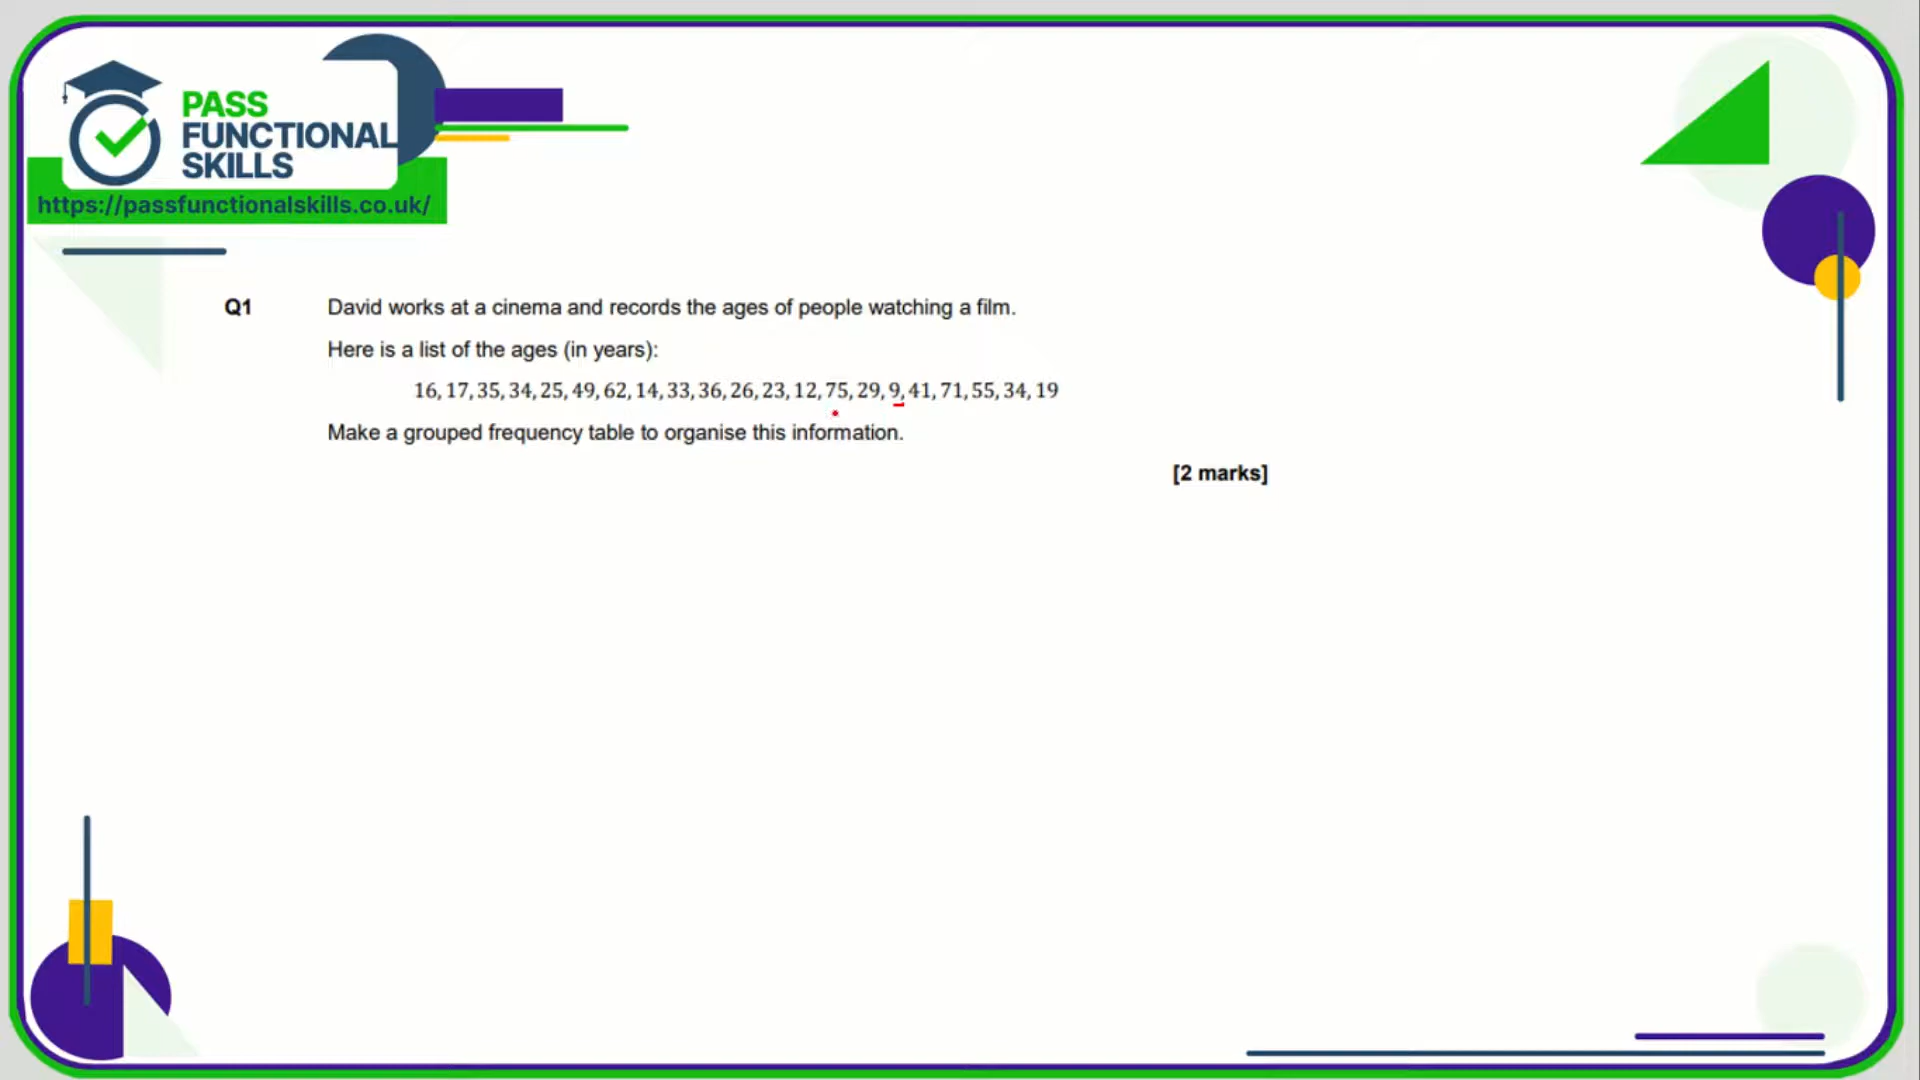 PASS
FUNCTIONAL
SKILLS
https://passfunctionalskills.co.uk/
Q1 David works at a cinema and records the ages of people watching a film.
Here is a list of the ages (in years):
16, 17, 35, 34, 25, 49, 62, 14, 33, 36, 26, 23, 12, 75, 29, 9, 41, 71, 55, 34, 19
Make a grouped frequency table to organise this information.
[2 marks]